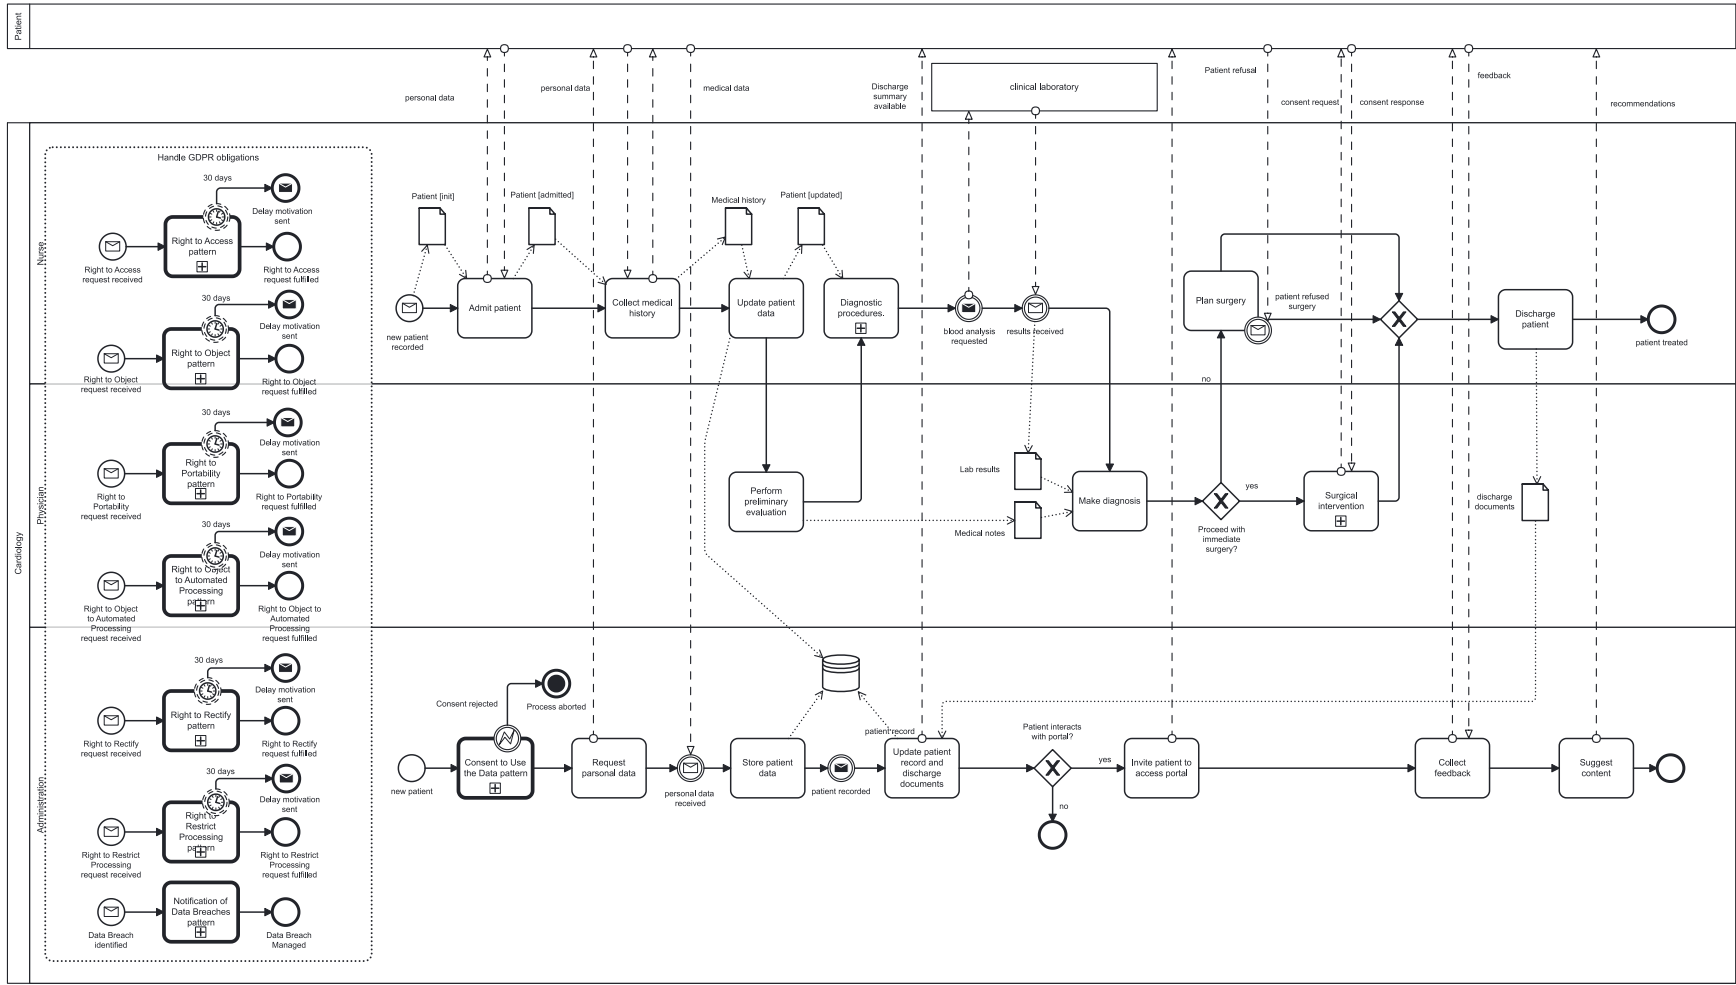 Patient
personal data
personal data
medical data
Discharge
summary
available
clinical laboratory
Patient refusal
consent request
consent response
feedback
recommendations
Cardiology
Nurse
Physician
Administration
Handle GDPR obligations
30 days
Delay motivation
sent
Right to Access
pattern
Right to Access
request received
Right to Access
request fulfilled
30 days
Delay motivation
sent
Right to Object
pattern
Right to Object
request received
Right to Object
request fulfilled
30 days
Delay motivation
sent
Right to
Portability
pattern
Right to
Portability
request received
Right to Portability
request fulfilled
30 days
Delay motivation
sent
Right to Object
to Automated
Processing
pattern
Right to Object
to Automated
Processing
request received
Right to Object to
Automated
Processing
request fulfilled
30 days
Delay motivation
sent
Right to Rectify
pattern
Right to Rectify
request received
Right to Rectify
request fulfilled
30 days
Delay motivation
sent
Right to
Restrict
Processing
pattern
Right to Restrict
Processing
request received
Right to Restrict
Processing
request fulfilled
Notification of
Data Breaches
pattern
Data Breach
identified
Data Breach
Managed
Patient [init]
Patient [admitted]
Medical history
Patient [updated]
new patient
recorded
Admit patient
Collect medical
history
Update patient
data
Diagnostic
procedures.
blood analysis
requested
results received
Plan surgery
patient refused
surgery
Discharge
patient
patient treated
no
Perform
preliminary
evaluation
Lab results
Medical notes
Make diagnosis
yes
Proceed with
immediate
surgery?
Surgical
intervention
discharge
documents
Consent rejected
Process aborted
new patient
Consent to Use
the Data pattern
Request
parsonal data
personal data
received
Store patient
data
patient recorded
patient record
Update patient
record and
discharge
documents
Patient interacts
with portal?
yes
no
Invite patient to
access portal
Collect
feedback
Suggest
content